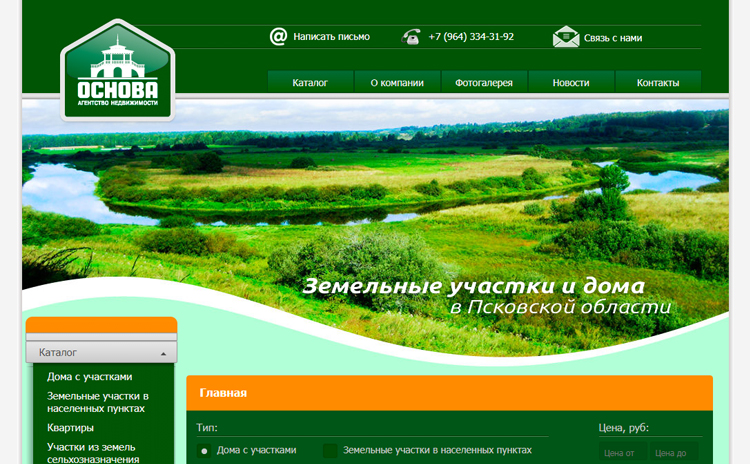 Написать письмо
+7 (964) 334-31-92
Связь с нами
ОСНОВА
АГЕНТСТВО НЕДВИЖИМОСТИ
Каталог
О компании
Фотогалерея
Новости
Контакты
Земельные участки и дома
в Псковской области
Каталог
Дома с участками
Земельные участки в
населенных пунктах
Квартиры
Участки из земель
сельхозназначения
Главная
Тип:
Цена, руб:
Дома с участками
Земельные участки в населенных пунктах
Цена от
Цена до